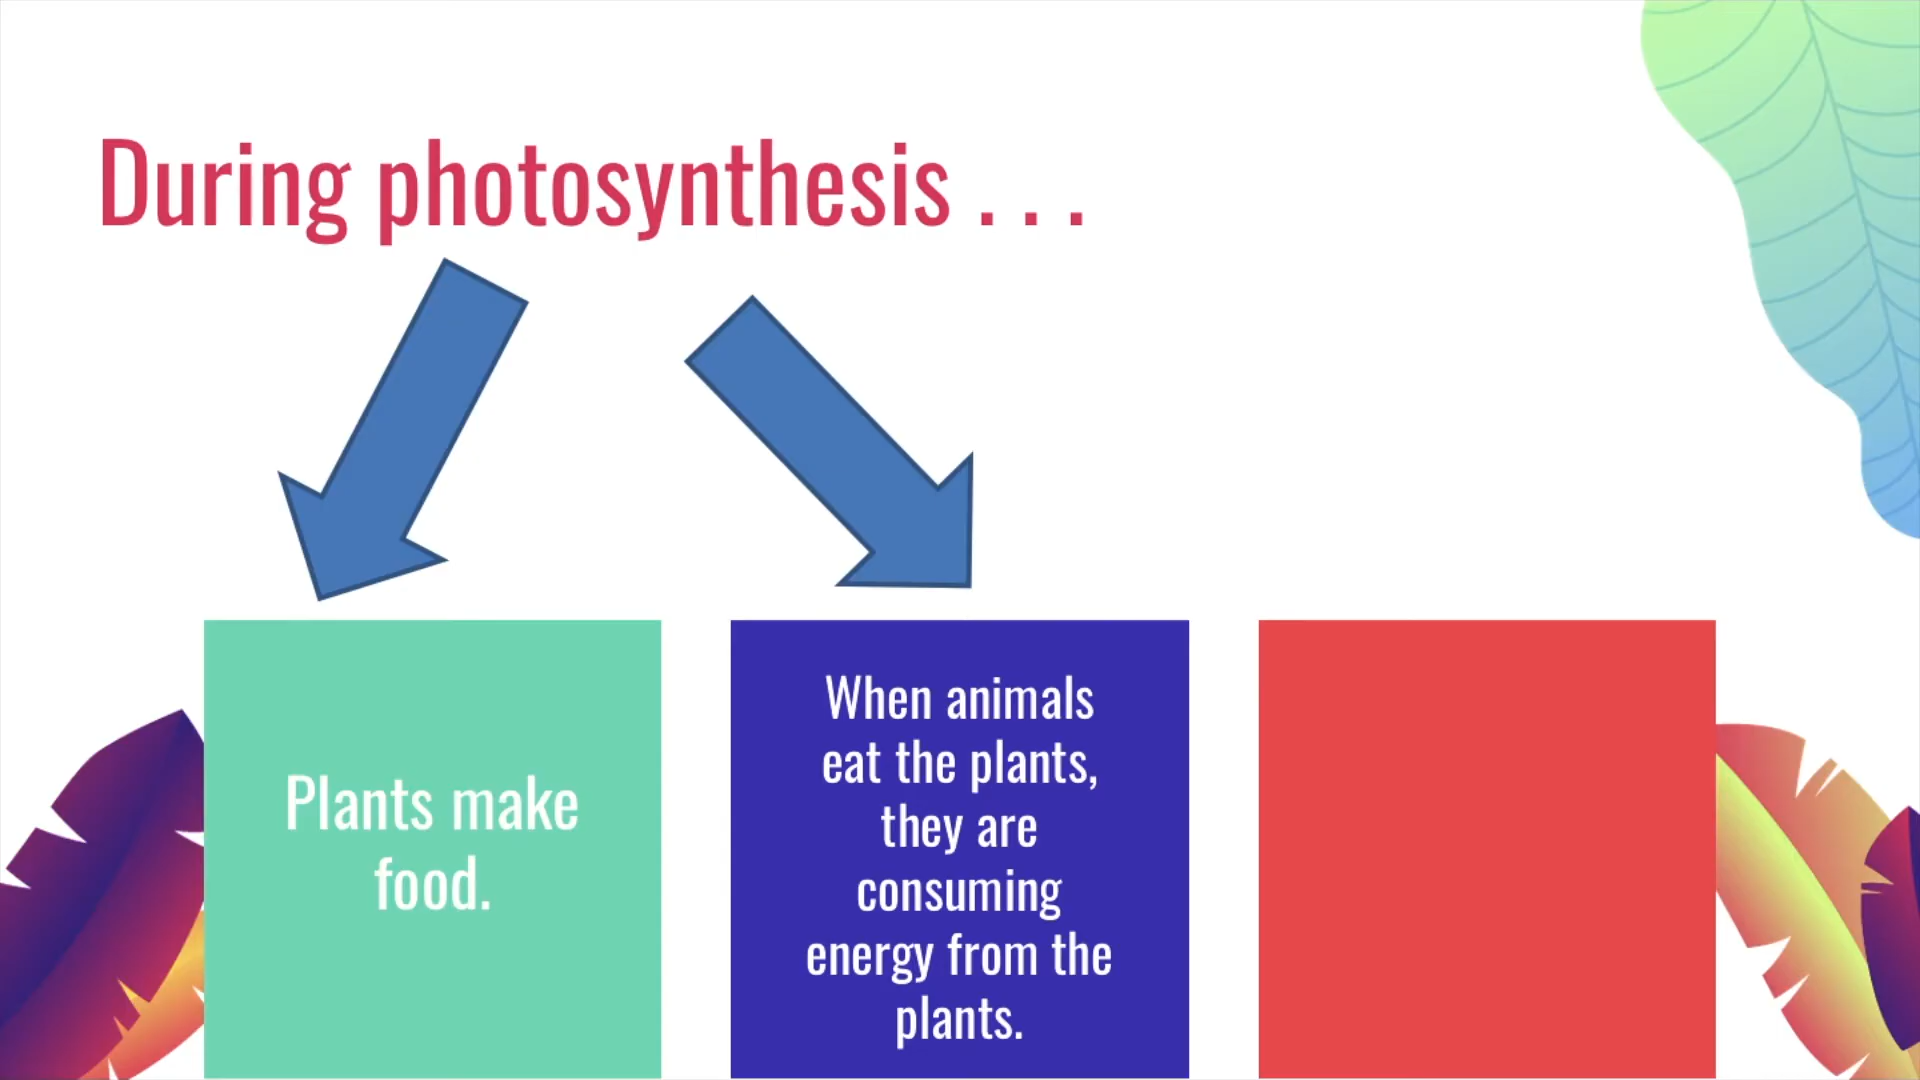 During photosynthesis . . .
Plants make
food.
When animals
eat the plants,
they are
consuming
energy from the
plants.